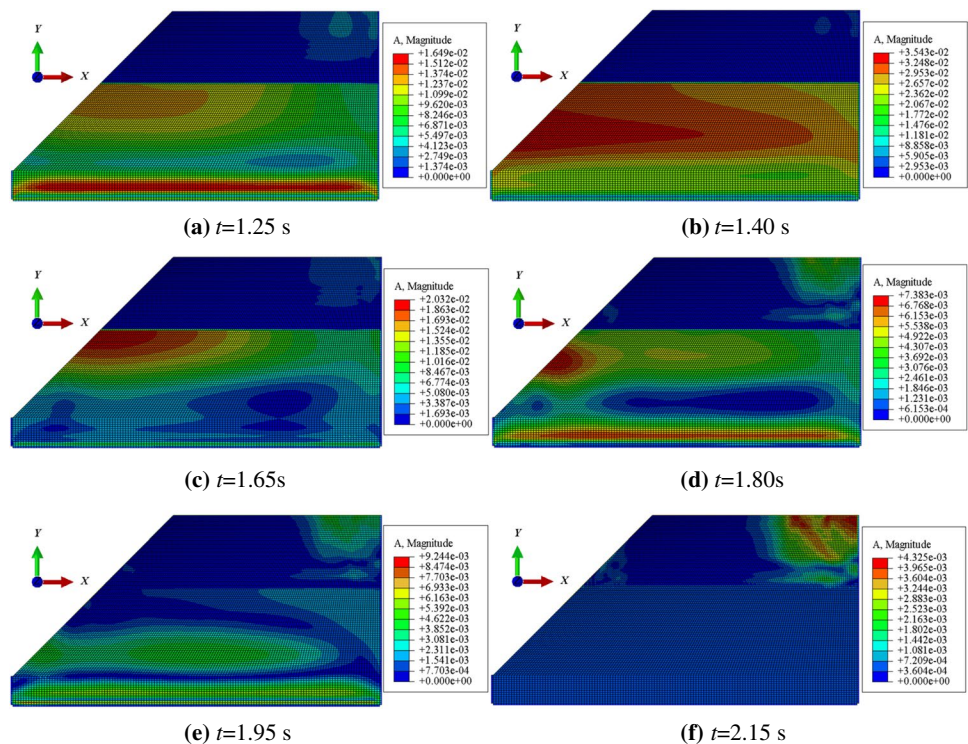 Y
X
A, Magnitude
+1.649e-02
+1.512e-02
+1.374e-02
+1.237e-02
+1.099e-02
+9.620e-03
+8.246e-03
+6.871e-03
+5.497e-03
+4.123e-03
+2.749e-03
+1.374e-03
+0.000e+00
(a) t=1.25 s
Y
X
A, Magnitude
+3.543e-02
+3.248e-02
+2.953e-02
+2.657e-02
+2.362e-02
+2.067e-02
+1.772e-02
+1.476e-02
+1.181e-02
+8.858e-03
+5.905e-03
+2.953e-03
+0.000e+00
(b) t=1.40 s
Y
X
A, Magnitude
+2.032e-02
+1.863e-02
+1.693e-02
+1.524e-02
+1.355e-02
+1.185e-02
+1.016e-02
+8.467e-03
+6.774e-03
+5.080e-03
+3.387e-03
+1.693e-03
+0.000e+00
(c) t=1.65s
Y
X
A, Magnitude
+7.383e-03
+6.768e-03
+6.153e-03
+5.538e-03
+4.922e-03
+4.307e-03
+3.692e-03
+3.076e-03
+2.461e-03
+1.846e-03
+1.230e-03
+6.153e-04
+0.000e+00
(d) t=1.80s
Y
X
A, Magnitude
+9.244e-03
+8.474e-03
+7.703e-03
+6.933e-03
+6.163e-03
+5.392e-03
+4.622e-03
+3.852e-03
+3.081e-03
+2.311e-03
+1.541e-03
+7.703e-04
+0.000e+00
(e) t=1.95 s
Y
X
A, Magnitude
+4.325e-03
+3.965e-03
+3.604e-03
+3.244e-03
+2.883e-03
+2.523e-03
+2.163e-03
+1.802e-03
+1.442e-03
+1.081e-03
+7.209e-04
+3.604e-04
+0.000e+00
(f) t=2.15 s